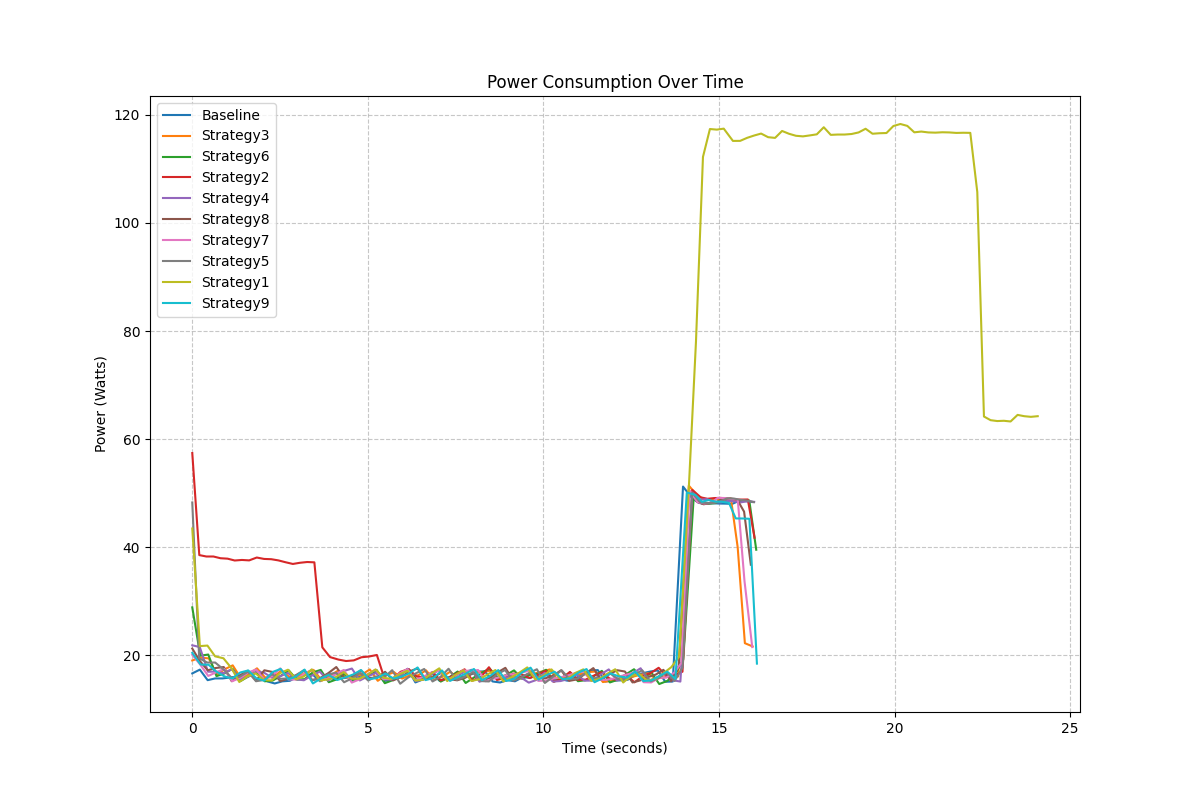 Power Consumption Over Time
Baseline
Strategy3
Strategy6
Strategy2
Strategy4
Strategy8
Strategy7
Strategy5
Strategy1
Strategy9
120
100
80
60
40
20
Power (Watts)
0
5
10
15
20
25
Time (seconds)